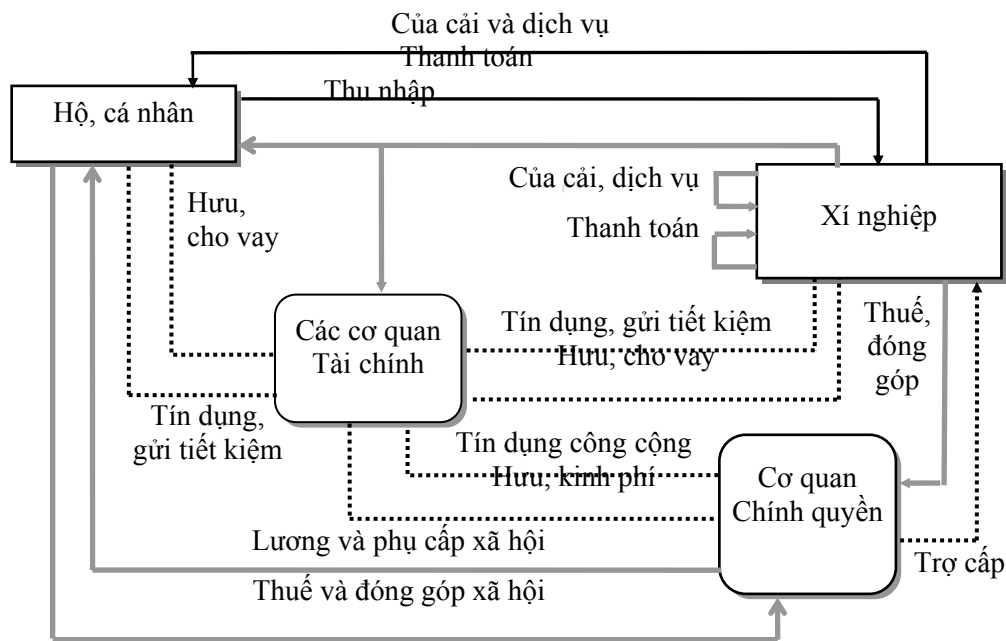 Của cải và dịch vụ
Thanh toán
Thu nhập
Hộ, cá nhân
Của cải, dịch vụ
Thanh toán
Xí nghiệp
Hưu,
cho vay
Các cơ quan
Tài chính
Tín dụng, gửi tiết kiệm
Hưu, cho vay
Thuế,
đóng
góp
Tín dụng,
gửi tiết kiệm
Tín dụng công cộng
Hưu, kinh phí
Cơ quan
Chính quyền
Lương và phụ cấp xã hội
Trợ cấp
Thuế và đóng góp xã hội